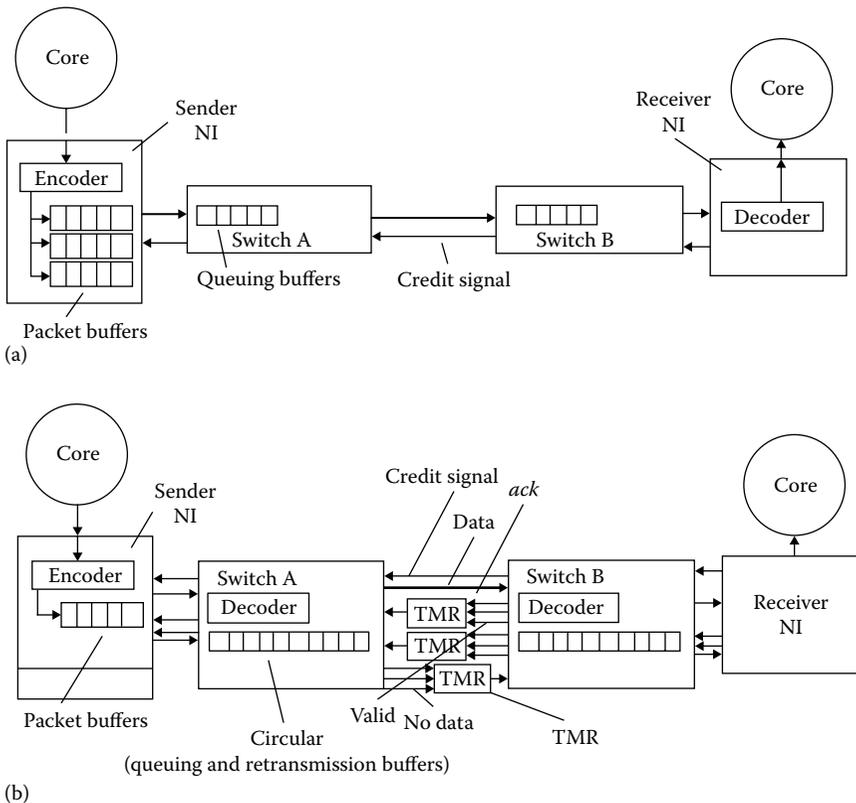 Core
Sender
NI
Receiver
NI
Core
Encoder
Decoder
Switch A
Switch B
Queuing buffers
Credit signal
Packet buffers
(a)
Core
Sender
NI
Credit signal
ack
Data
Core
Encoder
Switch A
Decoder
TMR
TMR
TMR
Switch B
Decoder
Receiver
NI
Packet buffers
Valid
No data
TMR
Circular
(queuing and retransmission buffers)
(b)